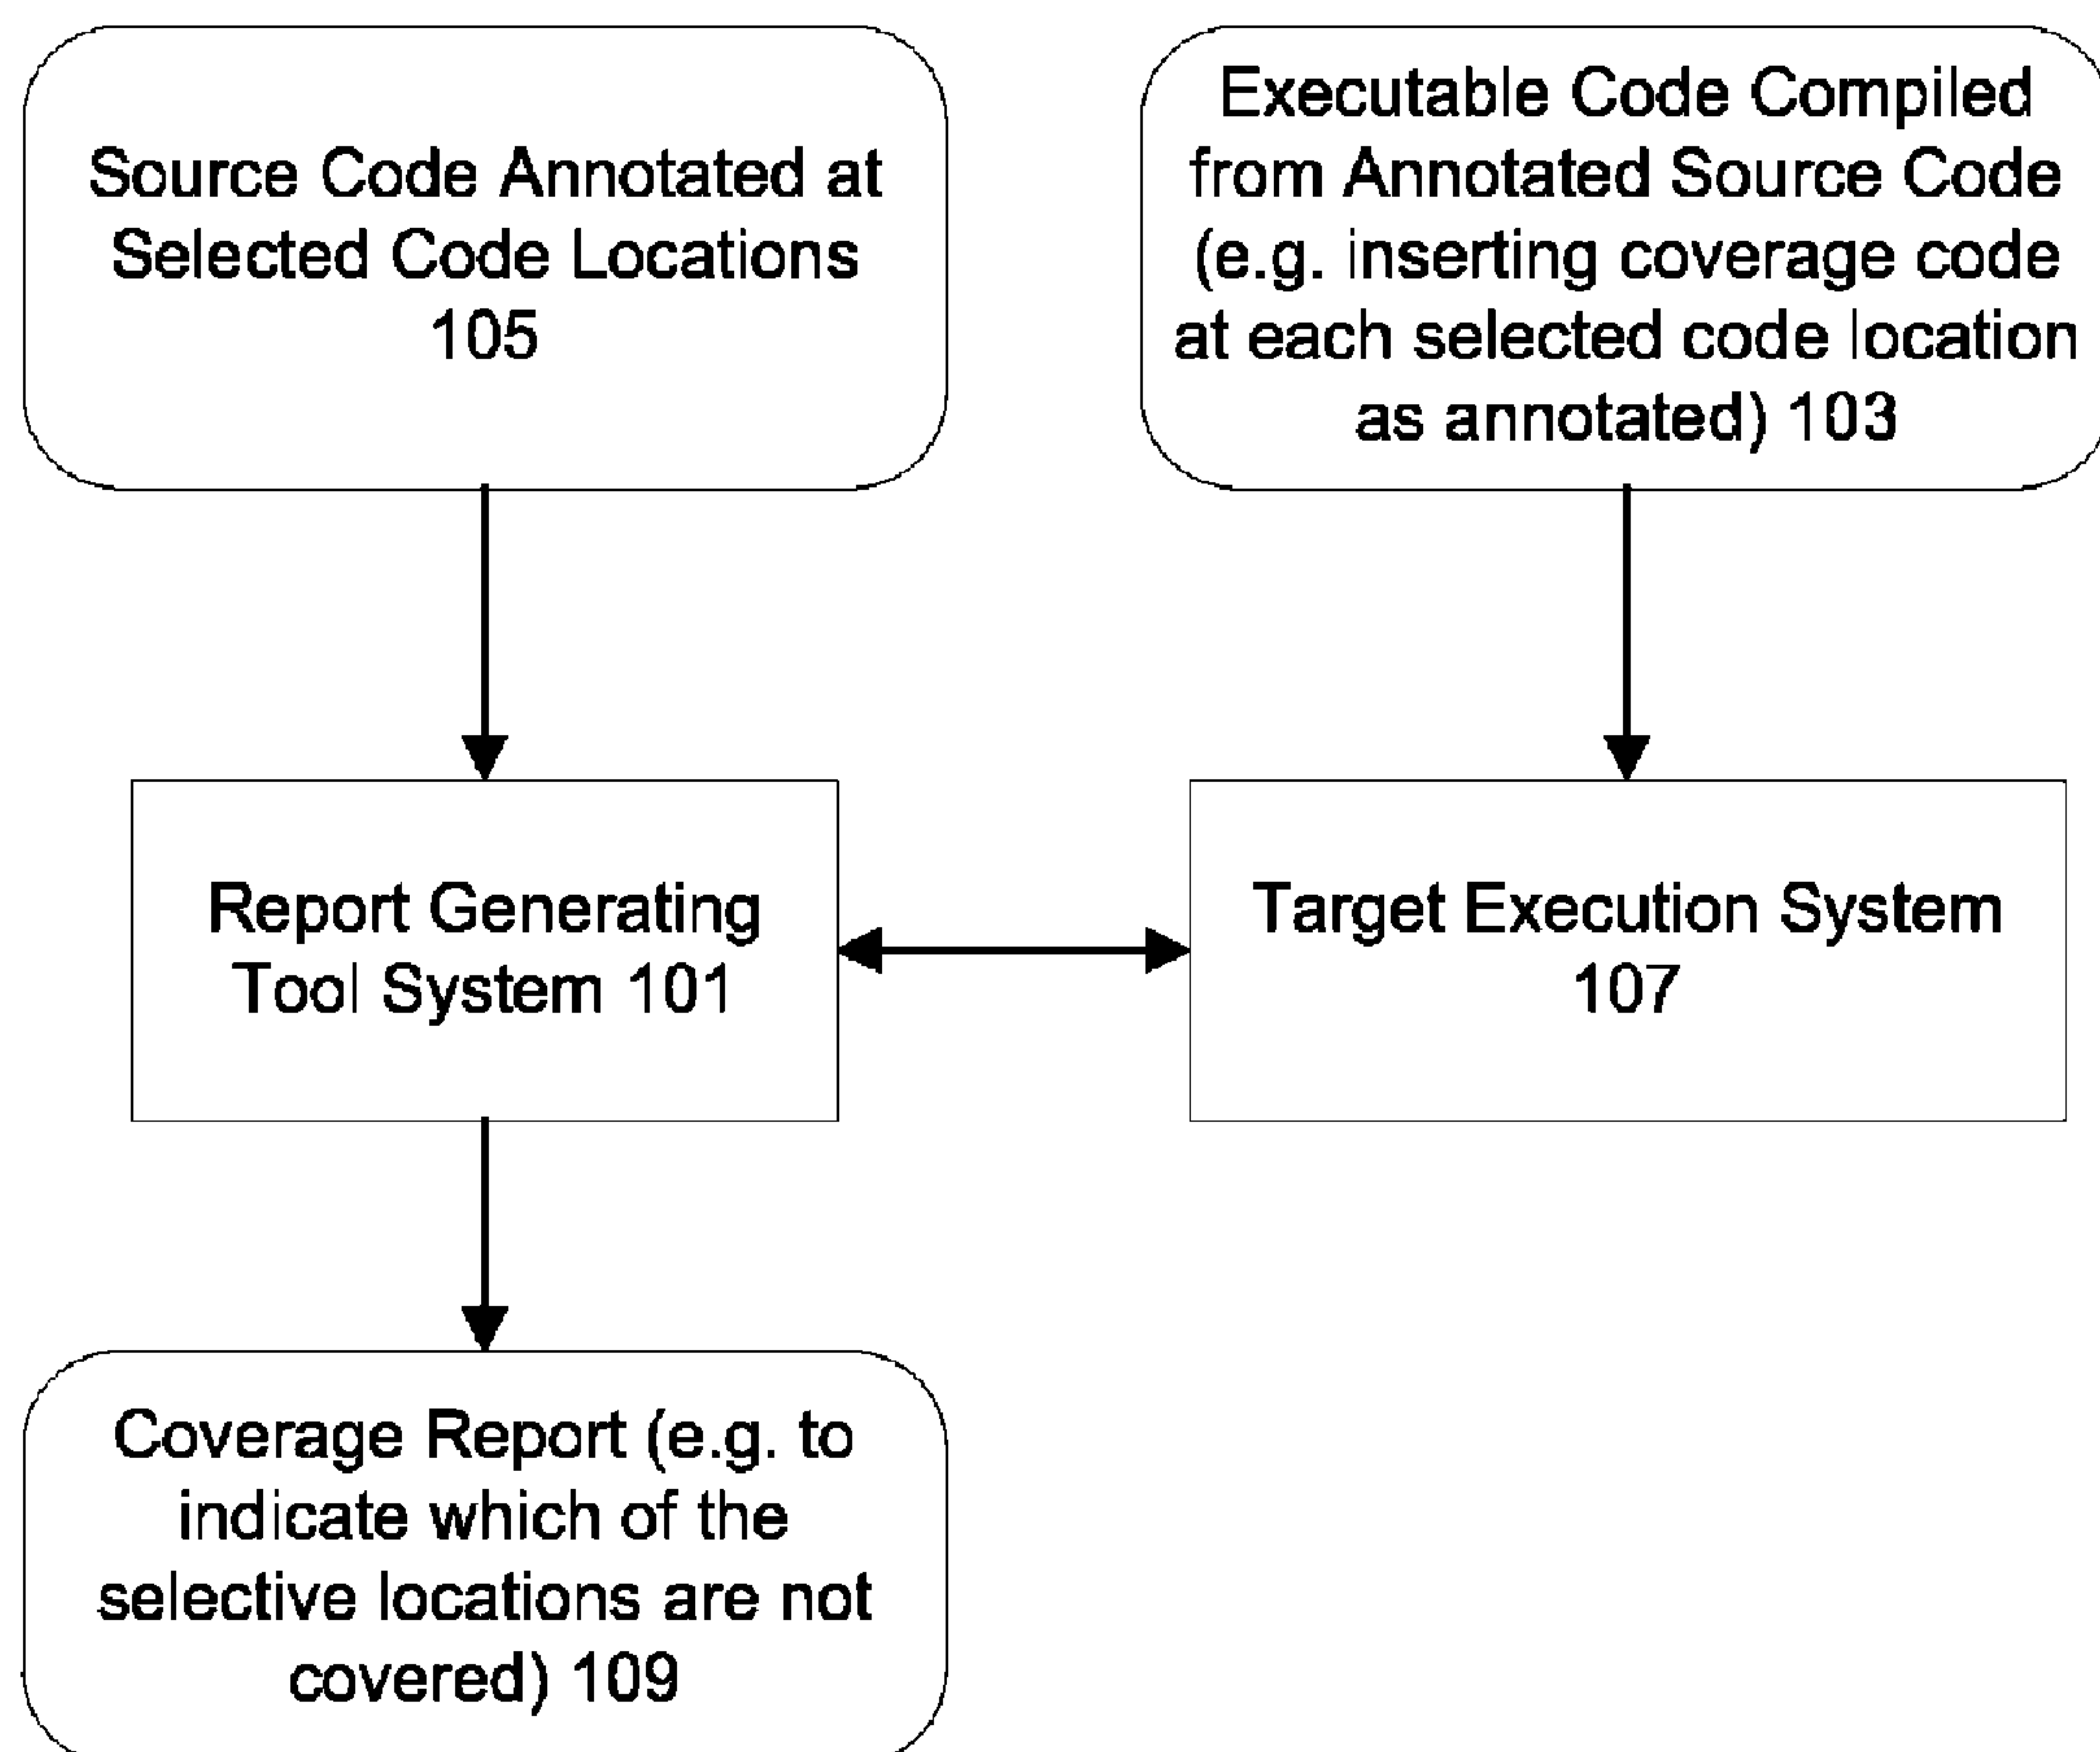 Source Code Annotated at
Selected Code Locations
105
Executable Code Compiled
from Annotated Source Code
(e.g. inserting coverage code
at each selected code location
as annotated) 103
Report Generating
Tool System 101
Target Execution System
107
Coverage Report (e.g. to
indicate which of the
selective locations are not
covered) 109